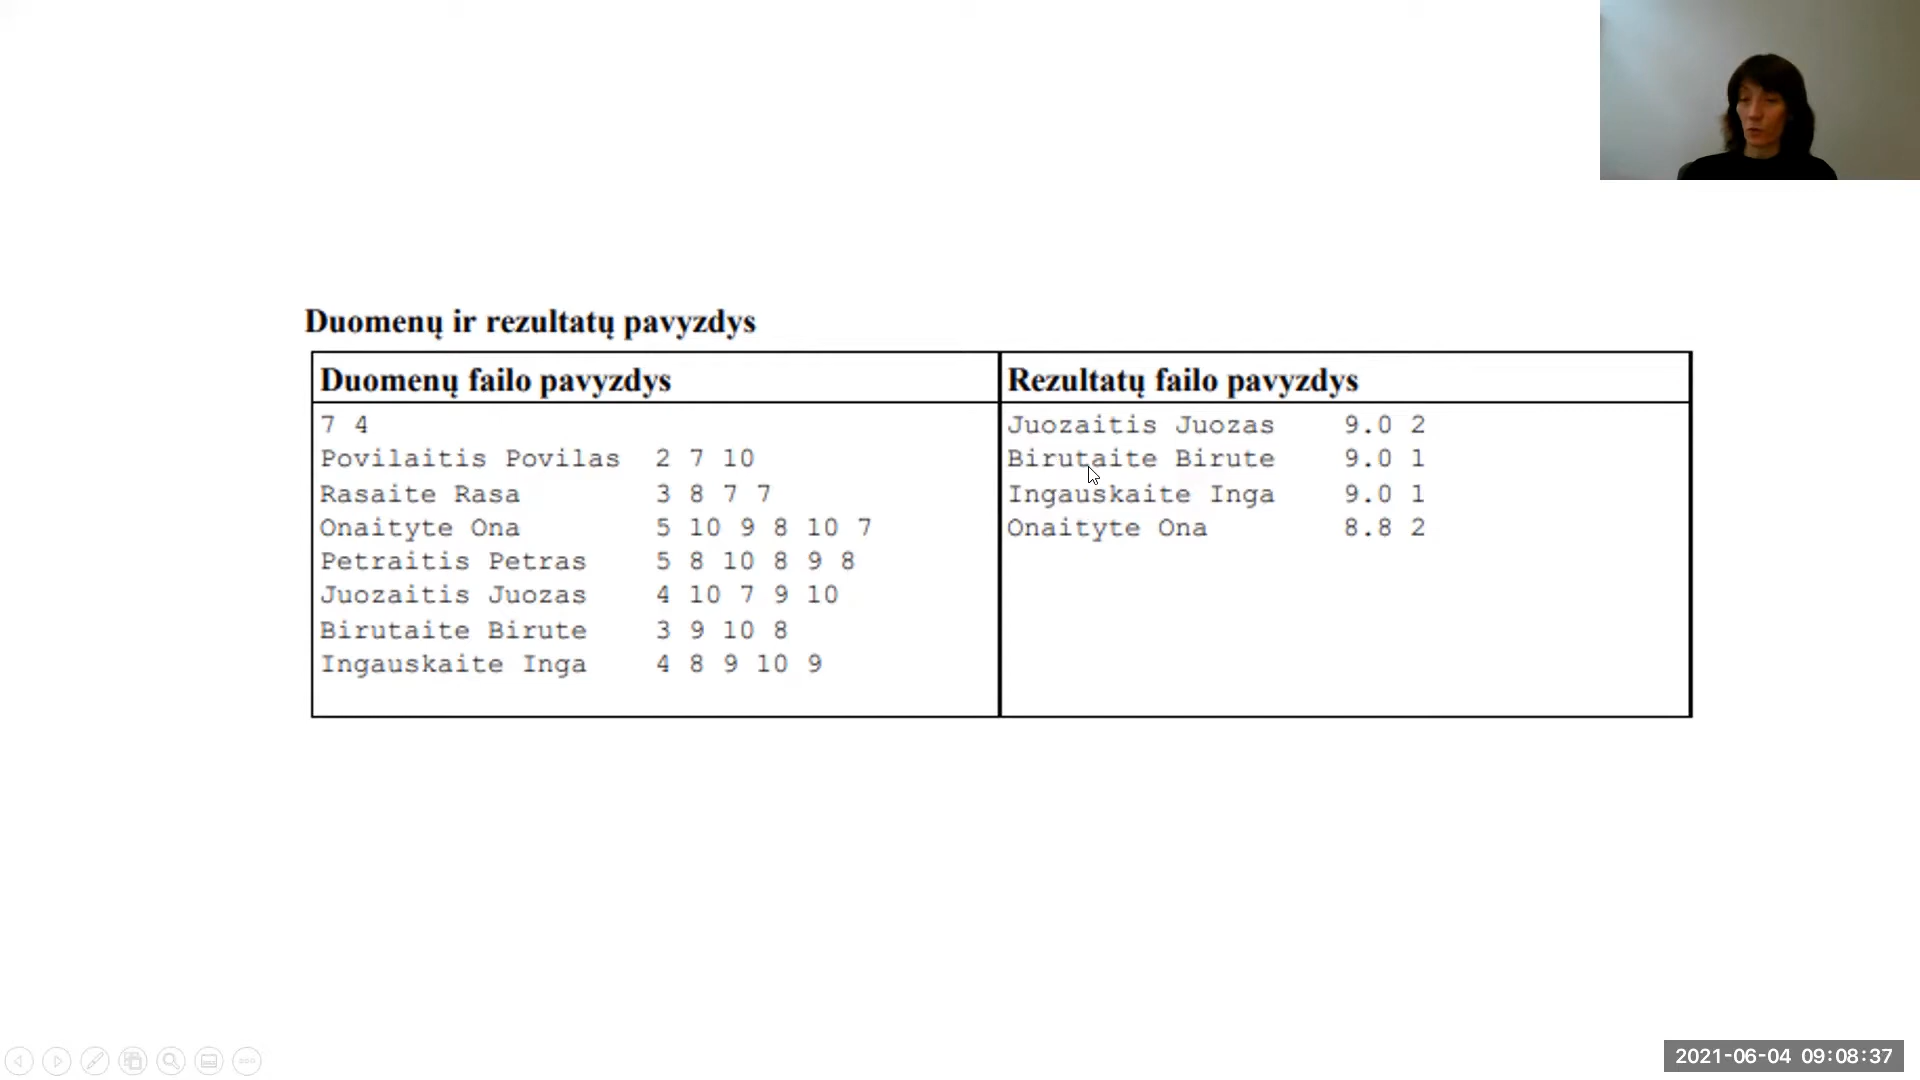 Duomenų ir rezultatų pavyzdys
Duomenų failo pavyzdys
7 4
Povilaitis Povilas 2 7 10
Rasaite Rasa 3 8 7 7
Onaityte Ona 5 10 9 8 10 7
Petraitis Petras 5 8 10 8 9 8
Juozaitis Juozas 4 10 7 9 10
Birutaite Birute 3 9 10 8
Ingauskaite Inga 4 8 9 10 9
Rezultatų failo pavyzdys
Juozaitis Juozas 9.0 2
Birutaite Birute 9.0 1
Ingauskaite Inga 9.0 1
Onaityte Ona 8.8 2
2021-06-04 09:08:37